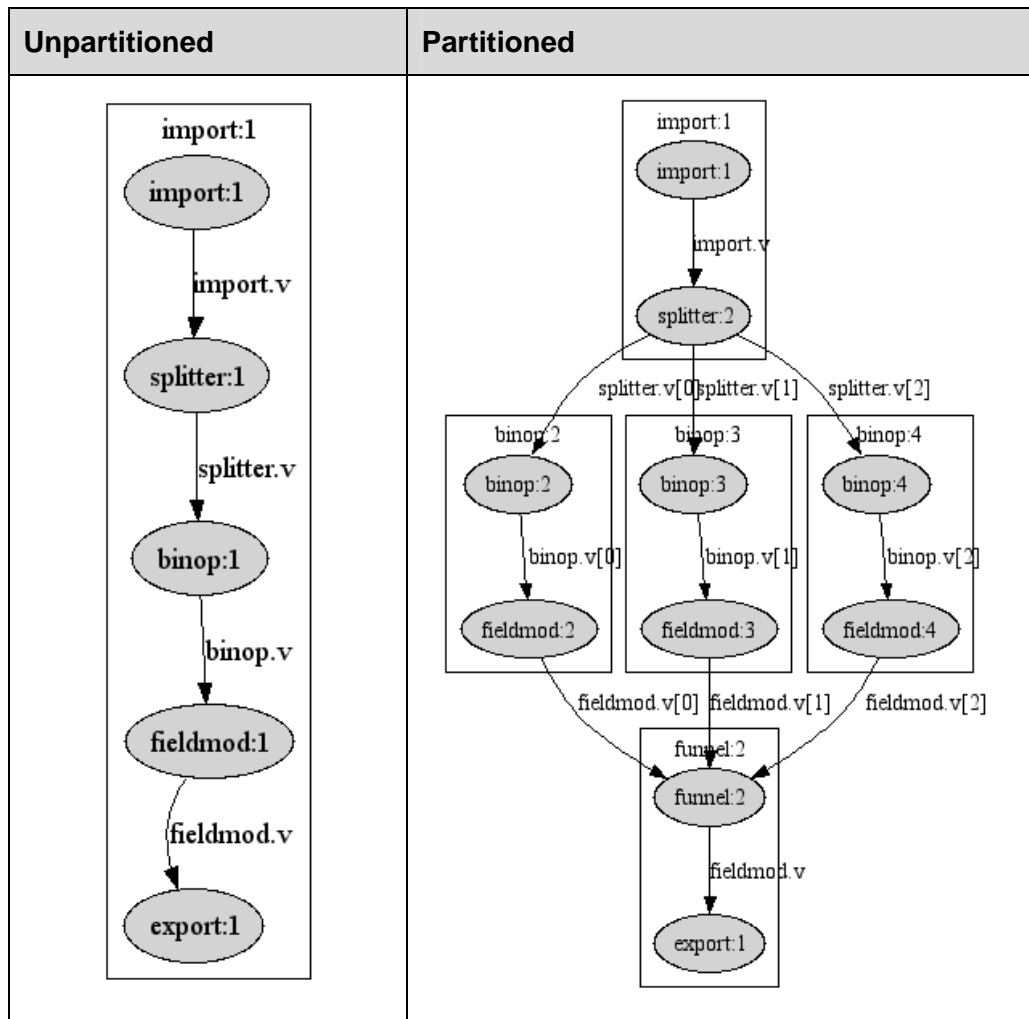 Unpartitioned
Partitioned
import:1
import:1
import.v
splitter:1
splitter.v
binop:1
binop.v
fieldmod:1
fieldmod.v
export:1
import:1
import:1
import.v
splitter:2
splitter.v[0]
splitter.v[1]
splitter.v[2]
binop:2
binop:3
binop:4
binop:2
binop:3
binop:4
binop.v[0]
binop.v[1]
binop.v[2]
fieldmod:2
fieldmod:3
fieldmod:4
fieldmod.v[0]
fieldmod.v[1]
fieldmod.v[2]
funnel:2
funnel:2
fieldmod.v
export:1